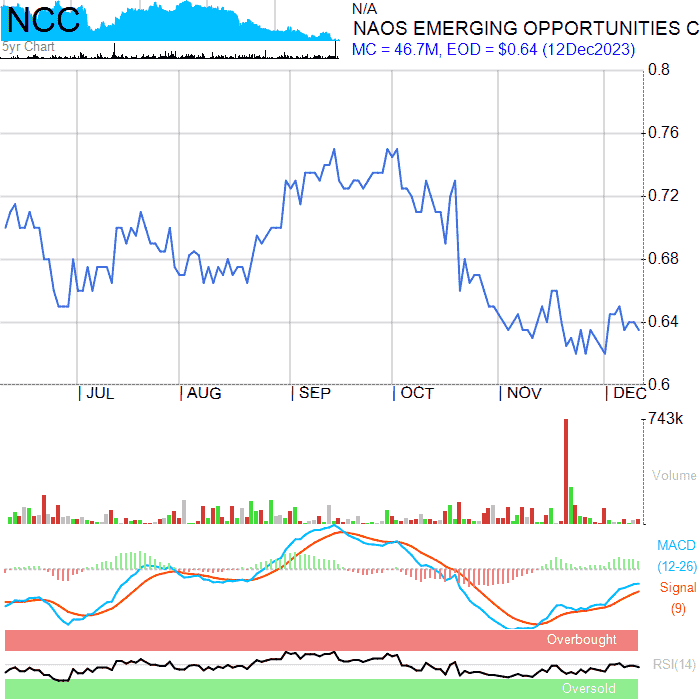 NCC
5yr Chart
N/A
NAOS EMERGING OPPORTUNITIES C
MC = 46.7M, EOD = $0.64 (12Dec2023)
0.8
0.76
0.72
0.68
0.64
0.6
JUL AUG SEP OCT NOV DEC
743k
Volume
MACD
(12-26)
Signal
(9)
Overbought
RSI(14)
Oversold